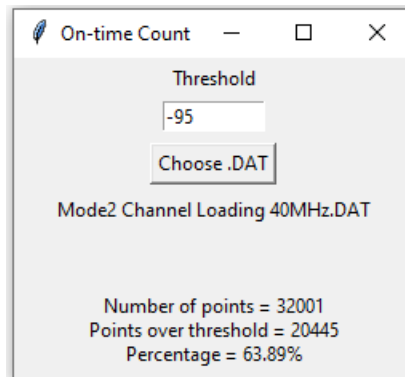 On-time Count
Threshold
-95
Choose .DAT
Mode2 Channel Loading 40MHz.DAT
Number of points = 32001
Points over threshold = 20445
Percentage = 63.89%